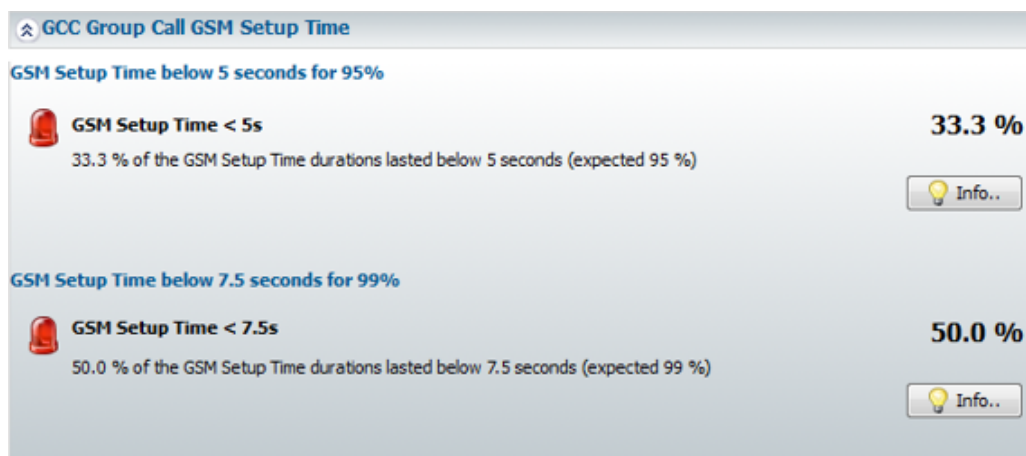 GCC Group Call GSM Setup Time
GSM Setup Time below 5 seconds for 95%
GSM Setup Time < 5s
33.3 %
33.3 % of the GSM Setup Time durations lasted below 5 seconds (expected 95 %)
Info..
GSM Setup Time below 7.5 seconds for 99%
GSM Setup Time < 7.5s
50.0 %
50.0 % of the GSM Setup Time durations lasted below 7.5 seconds (expected 99 %)
Info..